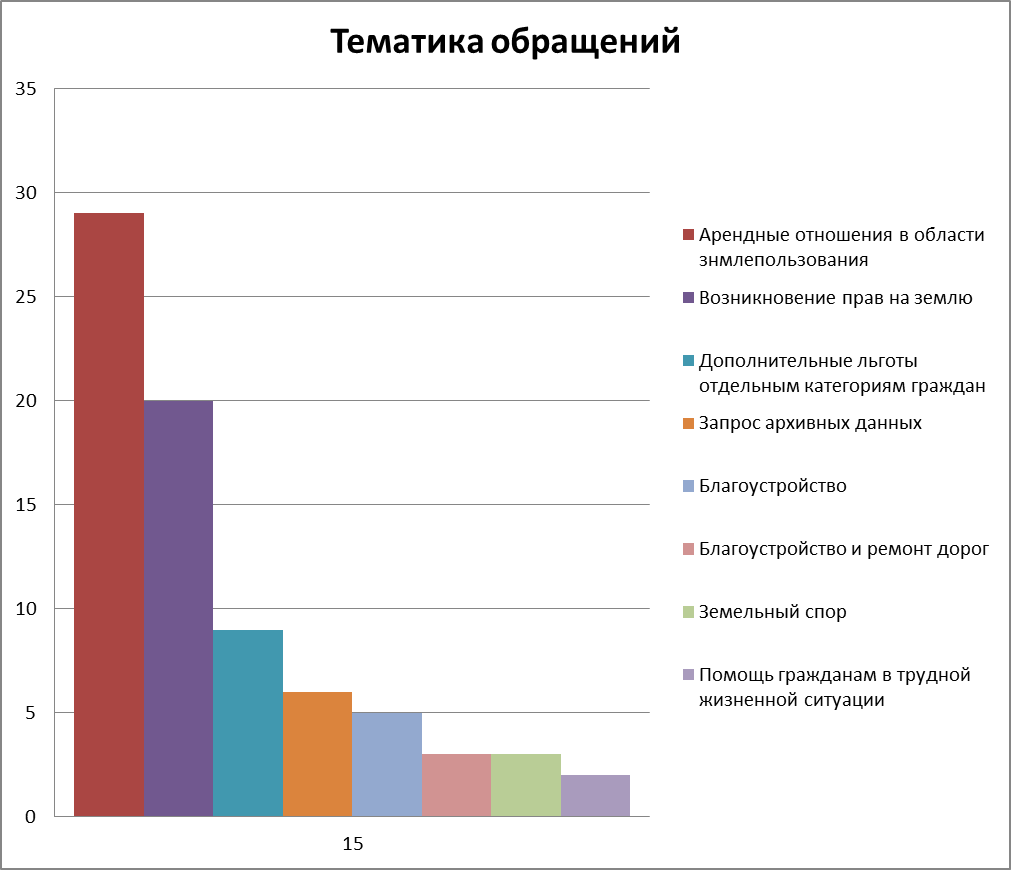 Тематика обращений
35
30
25
20
15
10
5
0
15
Арендные отношения в области
знмлепользования
Возникновение прав на землю
Дополнительные льготы
отдельным категориям граждан
Запрос архивных данных
Благоустройство
Благоустройство и ремонт дорог
Земельный спор
Помощь гражданам в трудной
жизненной ситуации